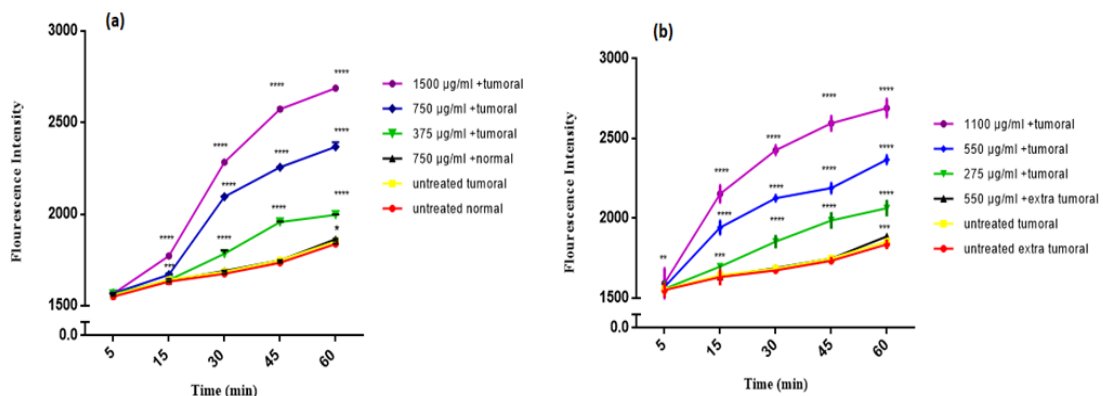 (a)
3000
2500
2000
1500
0.0
Flourescence Intensity
5
15
30
45
60
Time (min)
****
****
****
****
***
****
****
****
****
****
****
*
1500 µg/ml +tumoral
750 µg/ml +tumoral
375 µg/ml +tumoral
750 µg/ml +normal
untreated tumoral
untreated normal
(b)
3000
2500
2000
1500
0.0
Flourescence Intensity
5
15
30
45
60
Time (min)
**
****
****
****
****
****
****
****
****
***
****
****
****
***
1100 µg/ml +tumoral
550 µg/ml +tumoral
275 µg/ml +tumoral
550 µg/ml +extra tumoral
untreated tumoral
untreated extra tumoral